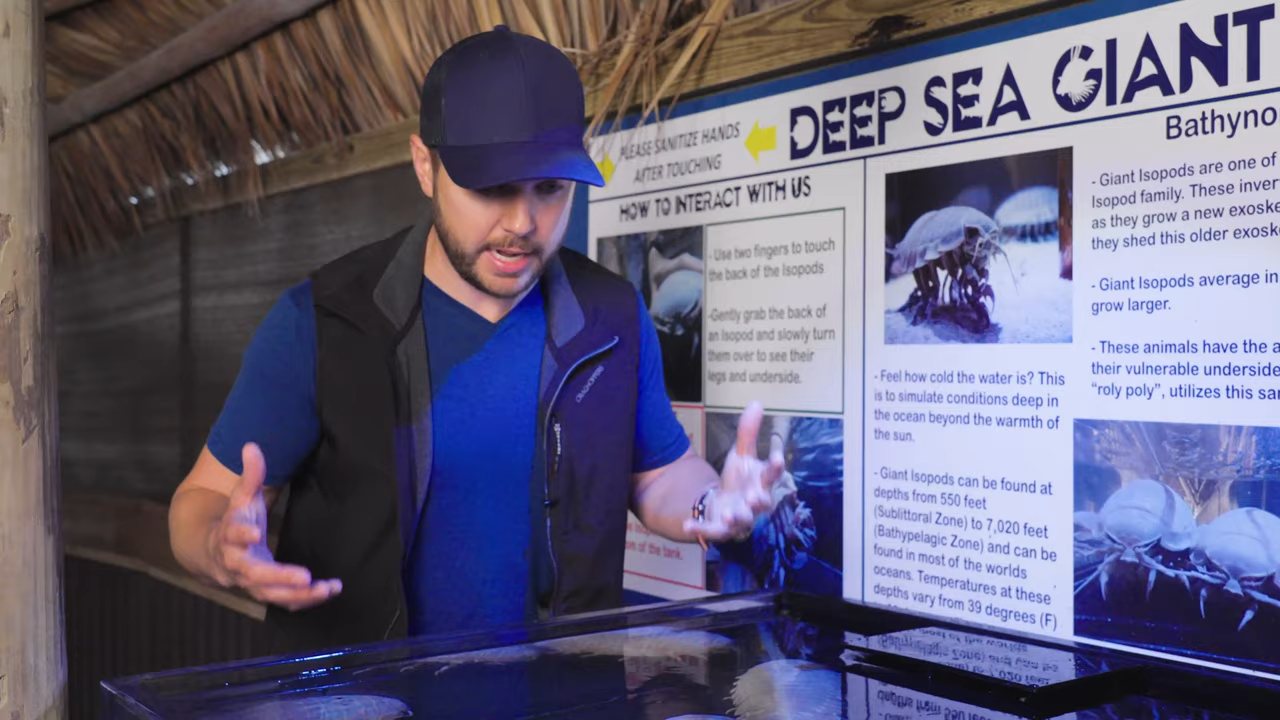 DEEP SEA GIANT
Bathyno
PLEASE SANITIZE HANDS
AFTER TOUCHING
HOW TO INTERACT WITH US
- Use two fingers to touch
the back of the Isopods
-Gently grab the back of
an Isopod and slowly turn
them over to see their
legs and underside.
of the tank.
- Feel how cold the water is? This
is to simulate conditions deep in
the ocean beyond the warmth of
the sun.
- Giant Isopods can be found at
depths from 550 feet
(Sublittoral Zone) to 7,020 feet
(Bathypelagic Zone) and can be
found in most of the worlds
oceans. Temperatures at these
depths vary from 39 degrees (F)
- Giant Isopods are one of
Isopod family. These inver
as they grow a new exoske
they shed this older exosk
- Giant Isopods average in
grow larger.
- These animals have the a
their vulnerable underside
"roly poly", utilizes this sa
CRAGHOPPERS